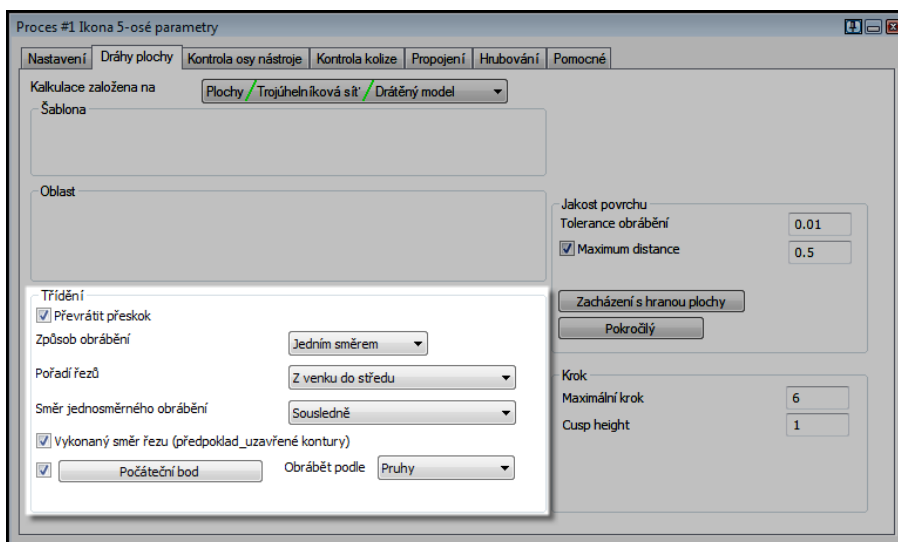 Proces #1 Ikona 5-osé parametry
Nastavení Dráhy plochy Kontrola osy nástroje Kontrola kolize Propojení Hrubování Pomocné
Kalkulace založena na Plochy / Trojúhelníková síť / Drátěný model
Šablona
Oblast
Třídění
Převrátit přeskok
Způsob obrábění Jedním směrem
Pořadí řezů Z venku do středu
Směr jednosměrného obrábění Sousledně
Vykonaný směr řezu (předpoklad_uzavřené kontury)
Počáteční bod Obrábět podle Pruhy
Jakost povrchu
Tolerance obrábění 0.01
Maximum distance 0.5
Zacházení s hranou plochy
Pokročilý
Krok
Maximální krok 6
Cusp height 1